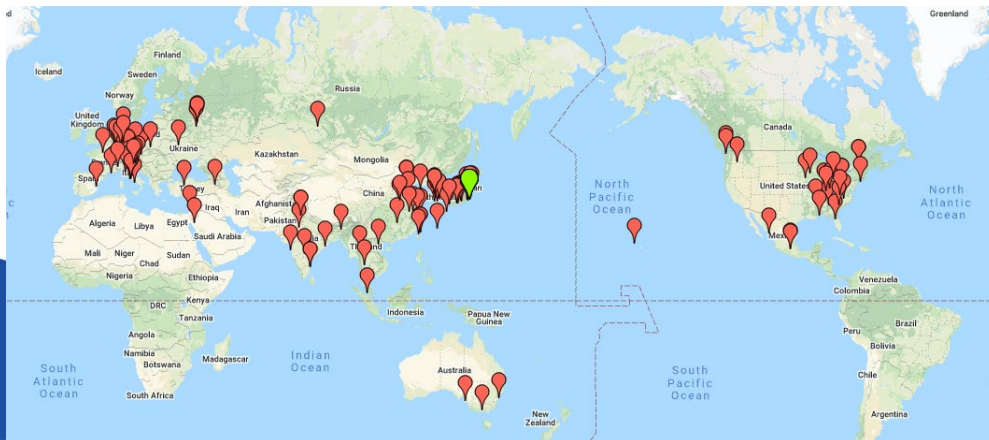 Greenland
Greenland
Iceland
Finland
Sweden
Norway
Russia
Canada
United
Kingdom
Ukraine
Kazakhstan
Mongolia
North
Pacific
Ocean
United States
North
Atlantic
Ocean
Spain
China
Algeria
Libya
Egypt
Iraq
Iran
Afghanistan
Pakistan
Saudi Arabia
Mali
Niger
Sudan
Chad
Nigeria
Ethiopia
Venezuela
Colombia
DRC
Kenya
Tanzania
Indonesia
Papua New
Guinea
Peru
Brazil
Angola
Namibia
Botswana
Madagascar
Indian
Ocean
Bolivia
South
Atlantic
Ocean
South Africa
Australia
South
Pacific
Ocean
Chile
New
Zealand
Argentina